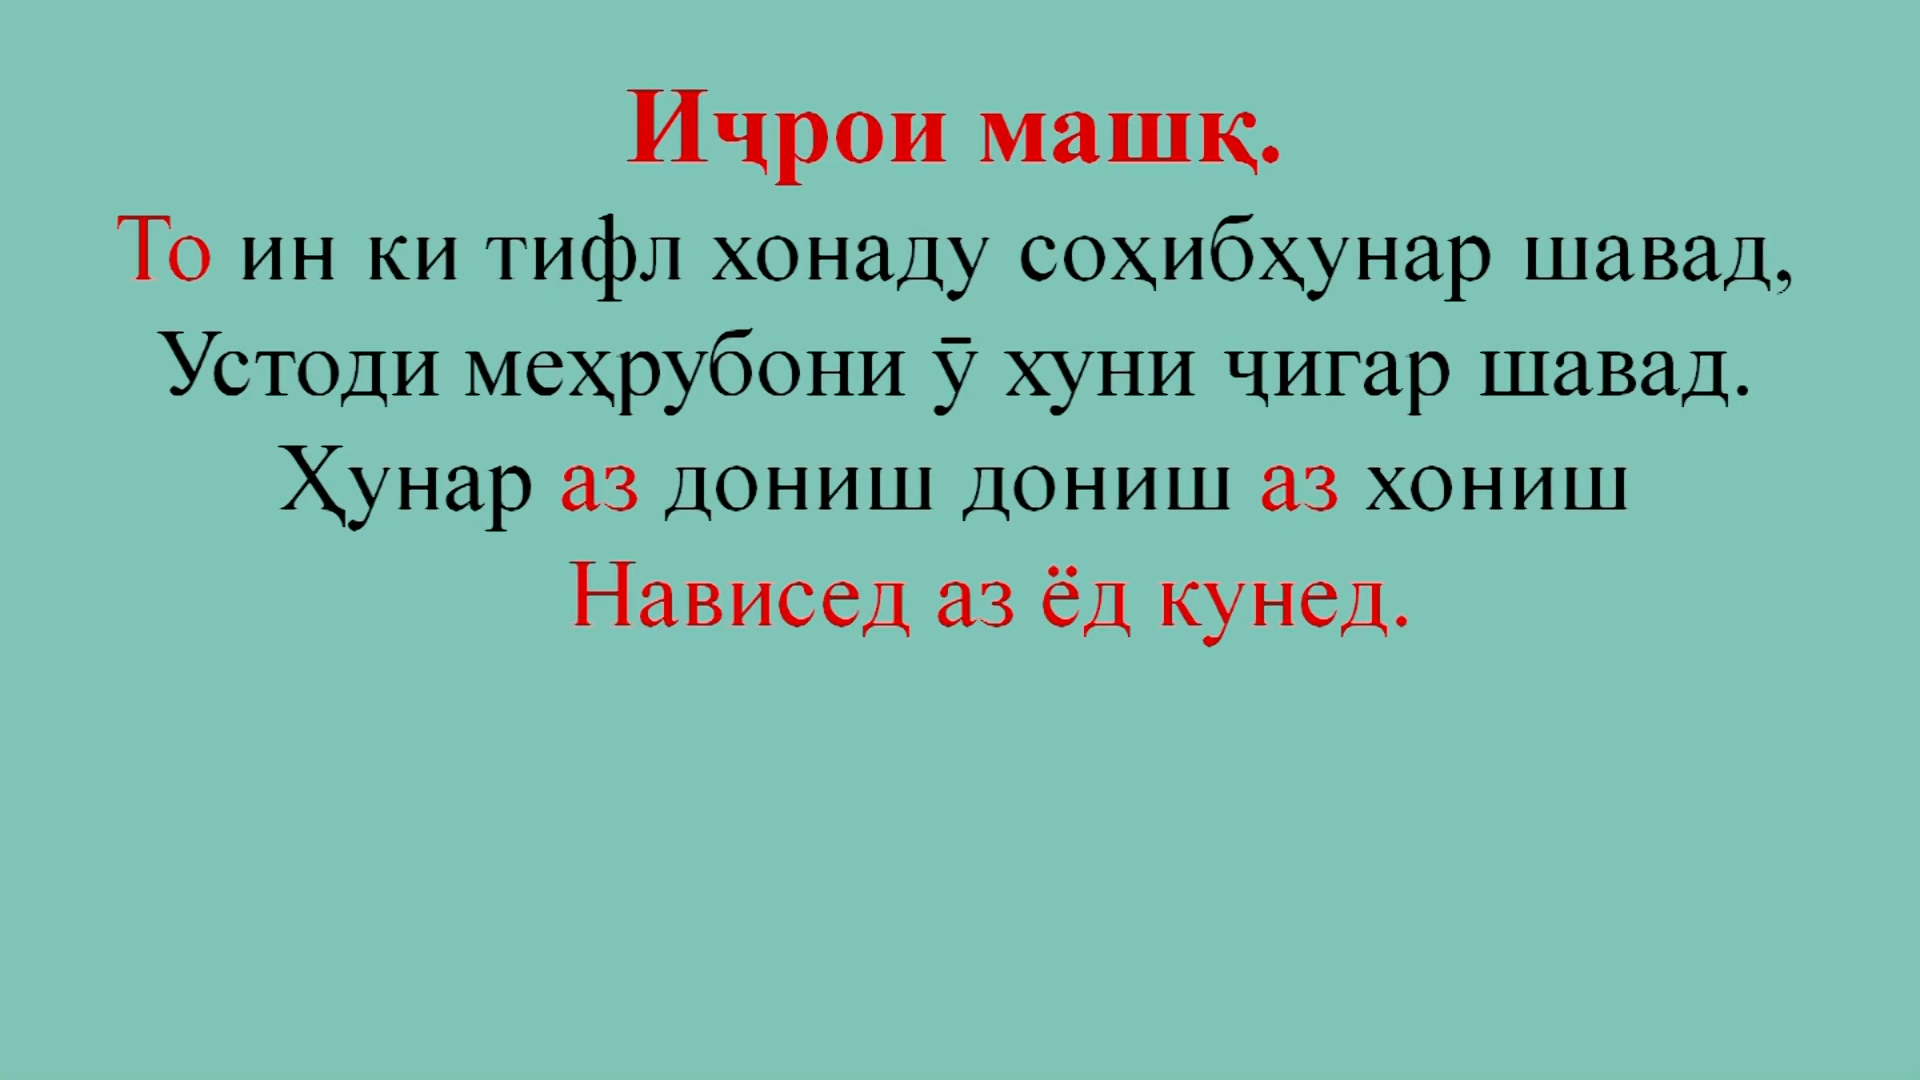 Иҷрои машқ.
То ин ки тифл хонаду соҳибҳунар шавад,
Устоди меҳрубони ӯ хуни ҷигар шавад.
Ҳунар аз дониш дониш аз хониш
Нависед аз ёд кунед.